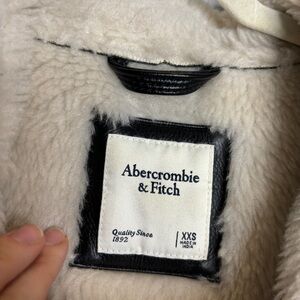 Abercrombie
& Fitch
Quality Since
1892
XXS
MADE IN
INDIA